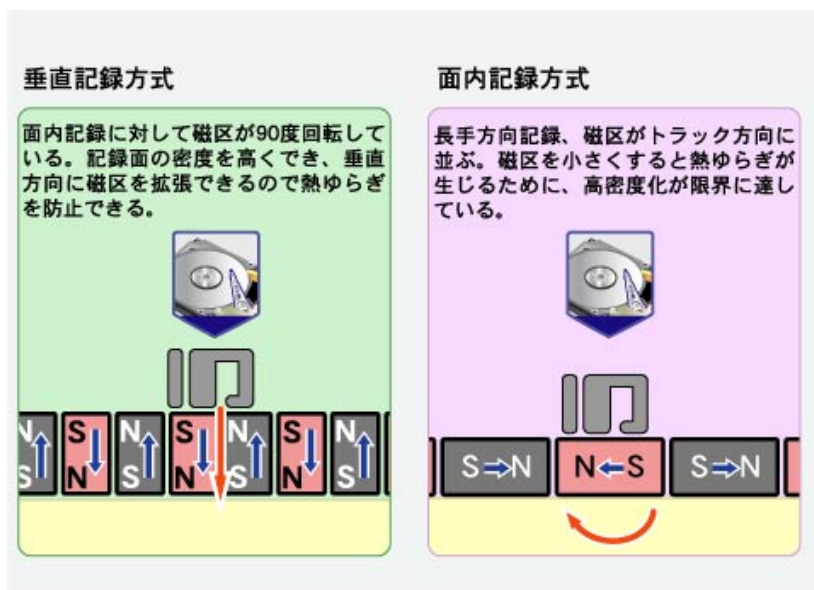 垂直記録方式
面内記録に対して磁区が90度回転して
いる。記録面の密度を高くでき、垂直
方向に磁区を拡張できるので熱ゆらぎ
を防止できる。
N S N S N S N
S N S N S N S
面内記録方式
長手方向記録、磁区がトラック方向に
並ぶ。磁区を小さくすると熱ゆらぎが
生じるために、高密度化が限界に達し
ている。
S⇒N N⇐S S⇒N